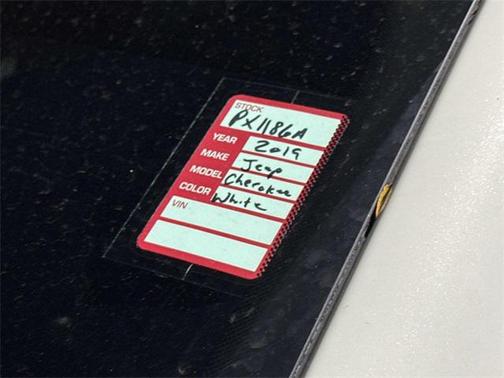 STOCK
PX1186A
YEAR 2019
MAKE Jeep
MODEL Cherokee
COLOR White
VIN